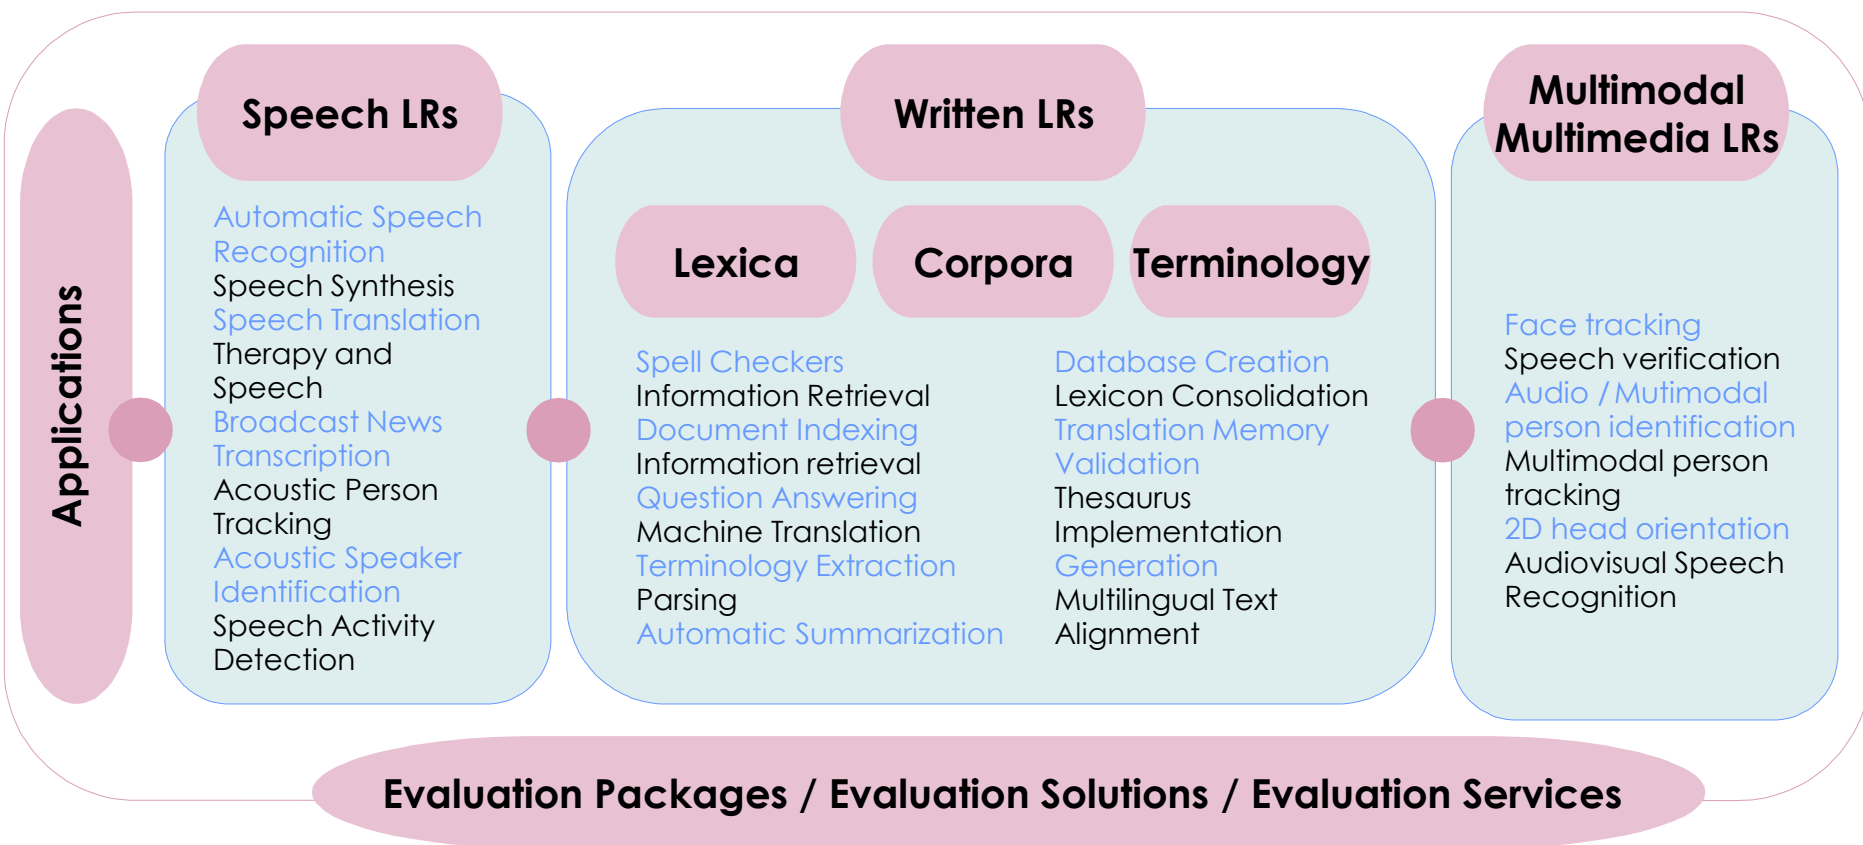 Applications
Speech LRs
Automatic Speech
Recognition
Speech Synthesis
Speech Translation
Therapy and
Speech
Broadcast News
Transcription
Acoustic Person
Tracking
Acoustic Speaker
Identification
Speech Activity
Detection
Written LRs
Lexica
Corpora
Terminology
Spell Checkers
Information Retrieval
Document Indexing
Information retrieval
Question Answering
Machine Translation
Terminology Extraction
Parsing
Automatic Summarization
Database Creation
Lexicon Consolidation
Translation Memory
Validation
Thesaurus
Implementation
Generation
Multilingual Text
Alignment
Multimodal
Multimedia LRs
Face tracking
Speech verification
Audio / Mutimodal
person identification
Multimodal person
tracking
2D head orientation
Audiovisual Speech
Recognition
Evaluation Packages / Evaluation Solutions / Evaluation Services